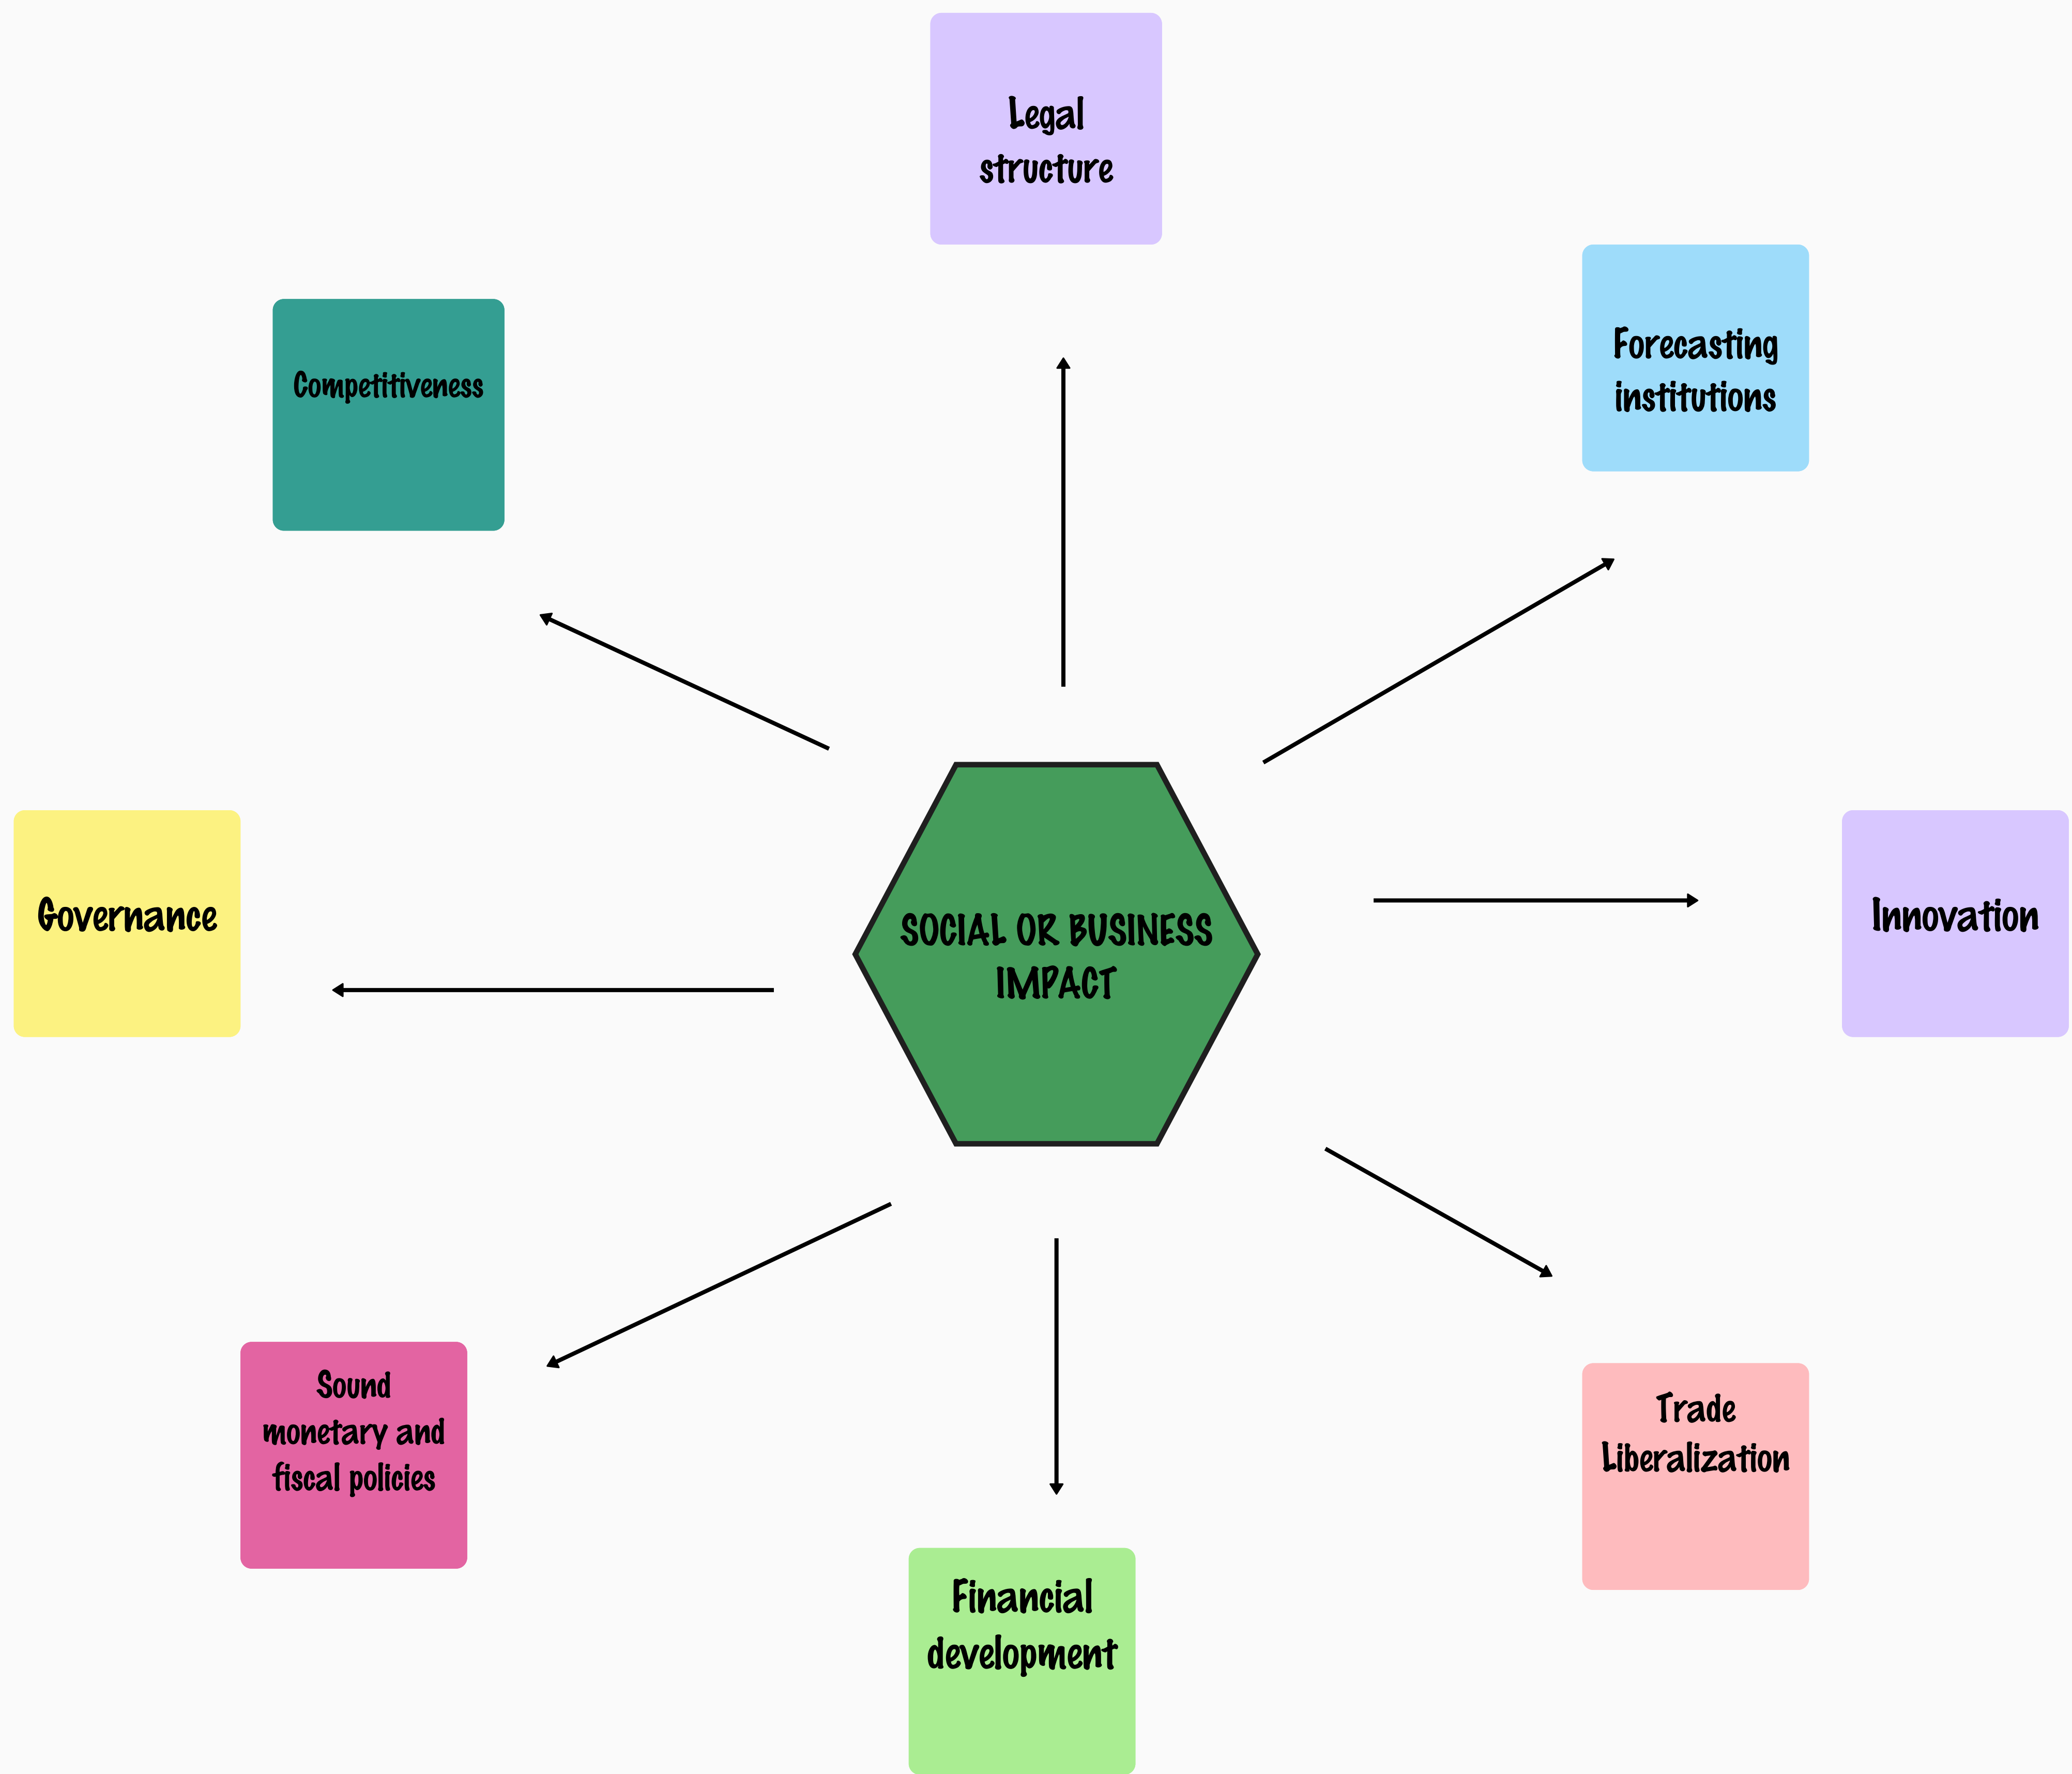 Legal
structure
Forecasting
institutions
Competitiveness
Governance
SOCIAL OR BUSINESS
IMPACT
Innovation
Sound
monetary and
fiscal policies
Trade
Liberalization
Financial
development